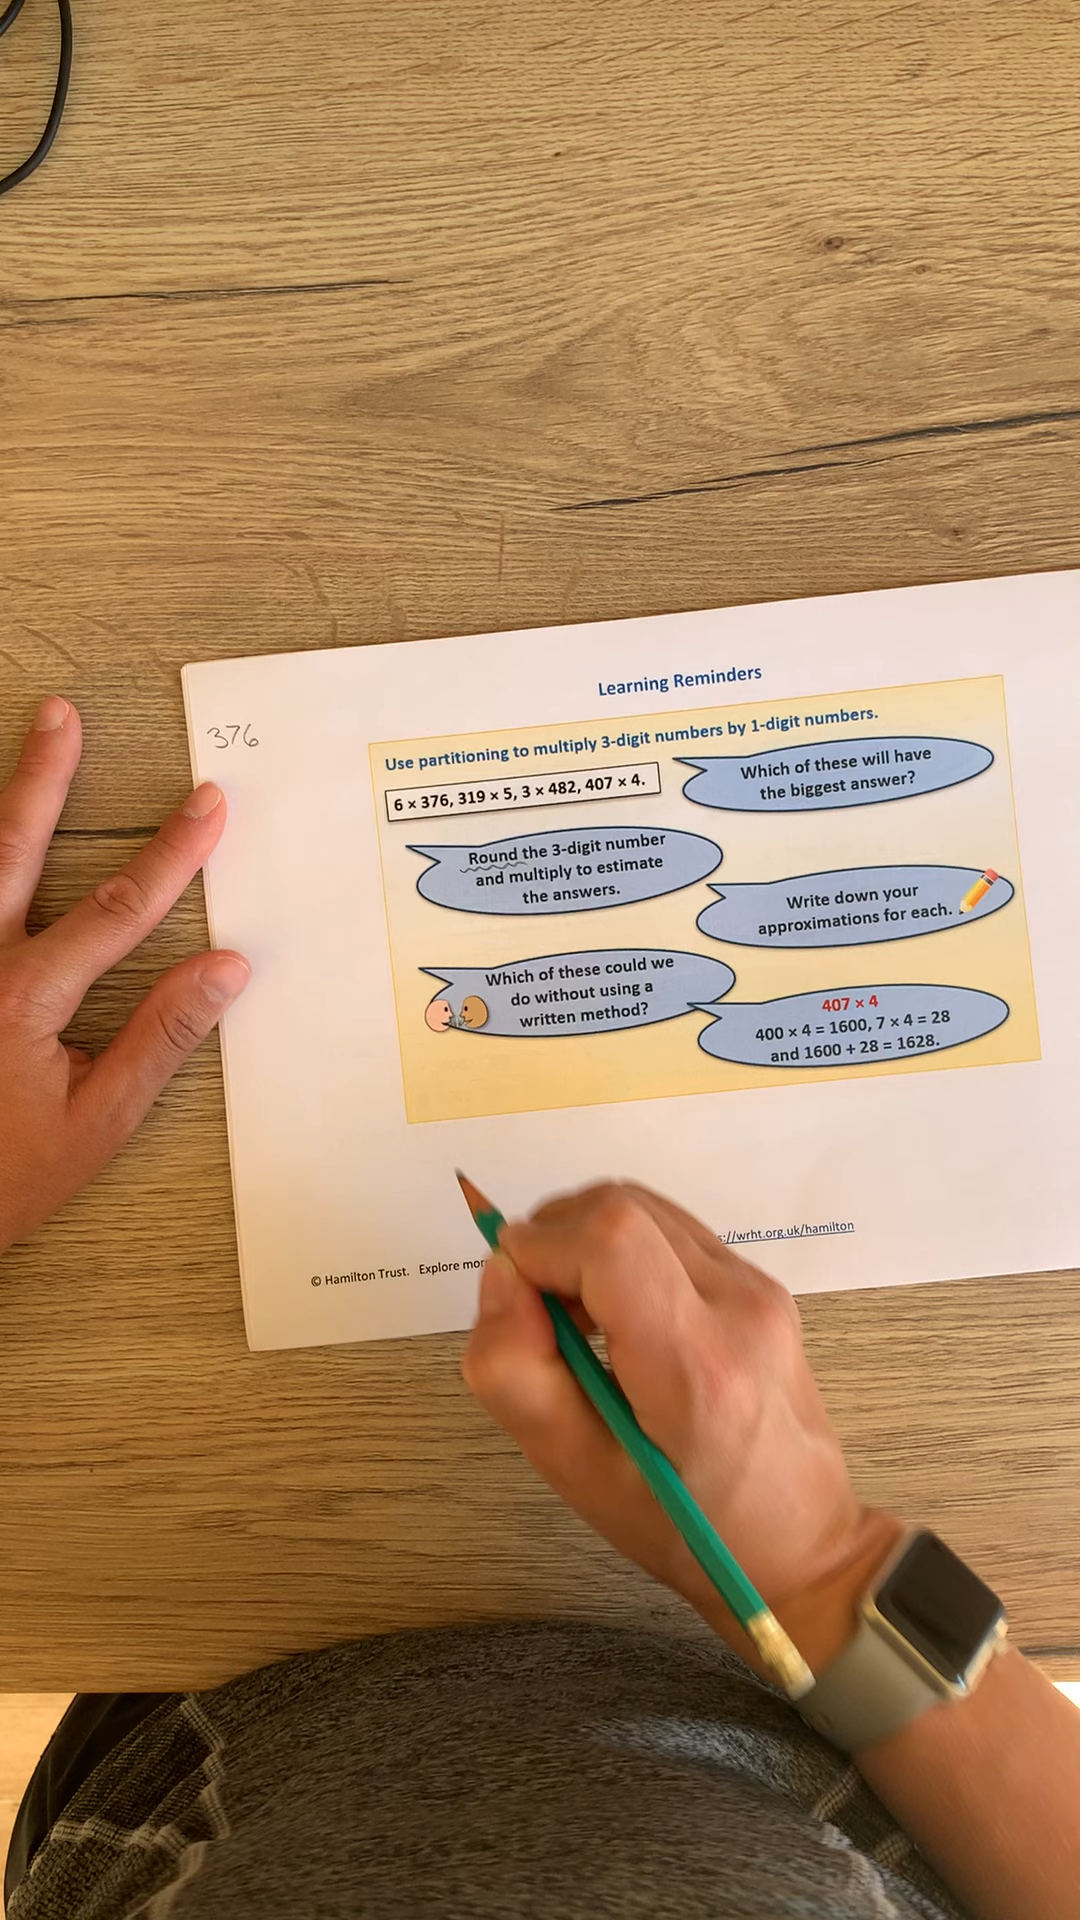 Learning Reminders
376
Use partitioning to multiply 3-digit numbers by 1-digit numbers.
6 × 376, 319 × 5, 3 × 482, 407 × 4.
Which of these will have
the biggest answer?
Round the 3-digit number
and multiply to estimate
the answers.
Write down your
approximations for each.
Which of these could we
do without using a
written method?
407 × 4
400 × 4 = 1600, 7 × 4 = 28
and 1600 + 28 = 1628.
© Hamilton Trust. Explore mor
s://wrht.org.uk/hamilton